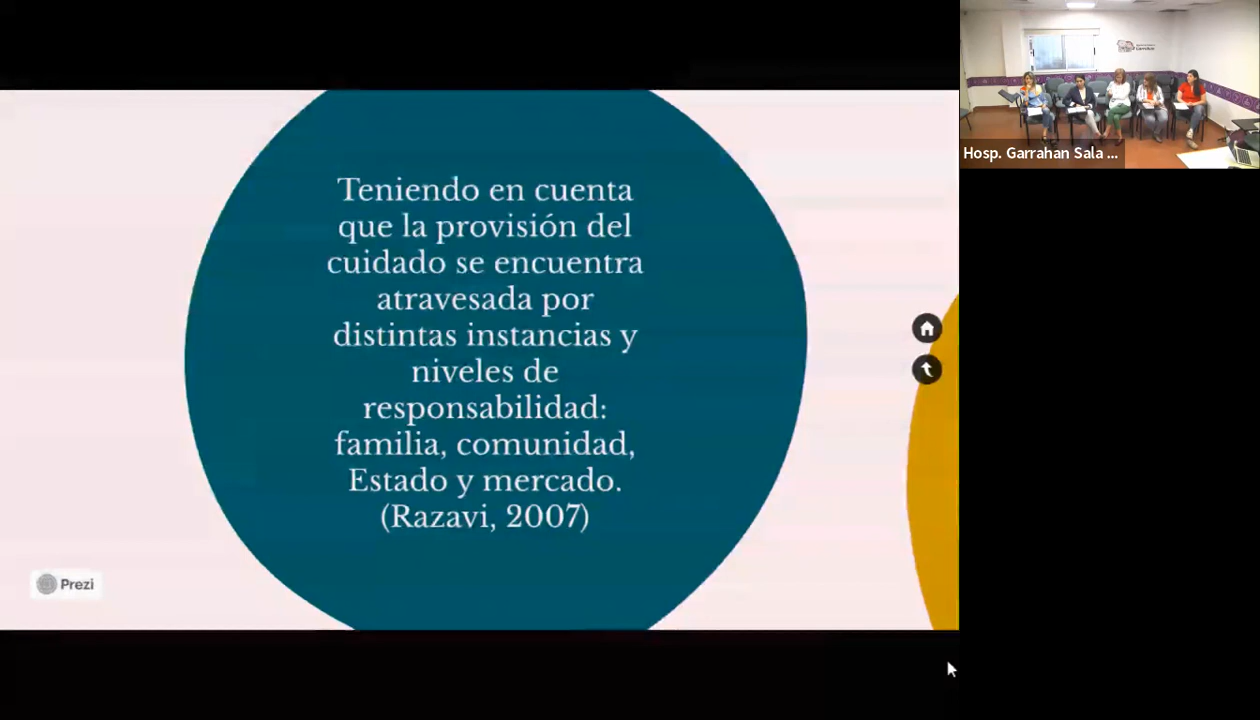 Teniendo en cuenta
que la provisión del
cuidado se encuentra
atravesada por
distintas instancias y
niveles de
responsabilidad:
familia, comunidad,
Estado y mercado.
(Razavi, 2007)
Prezi
Hosp. Garrahan Sala ...